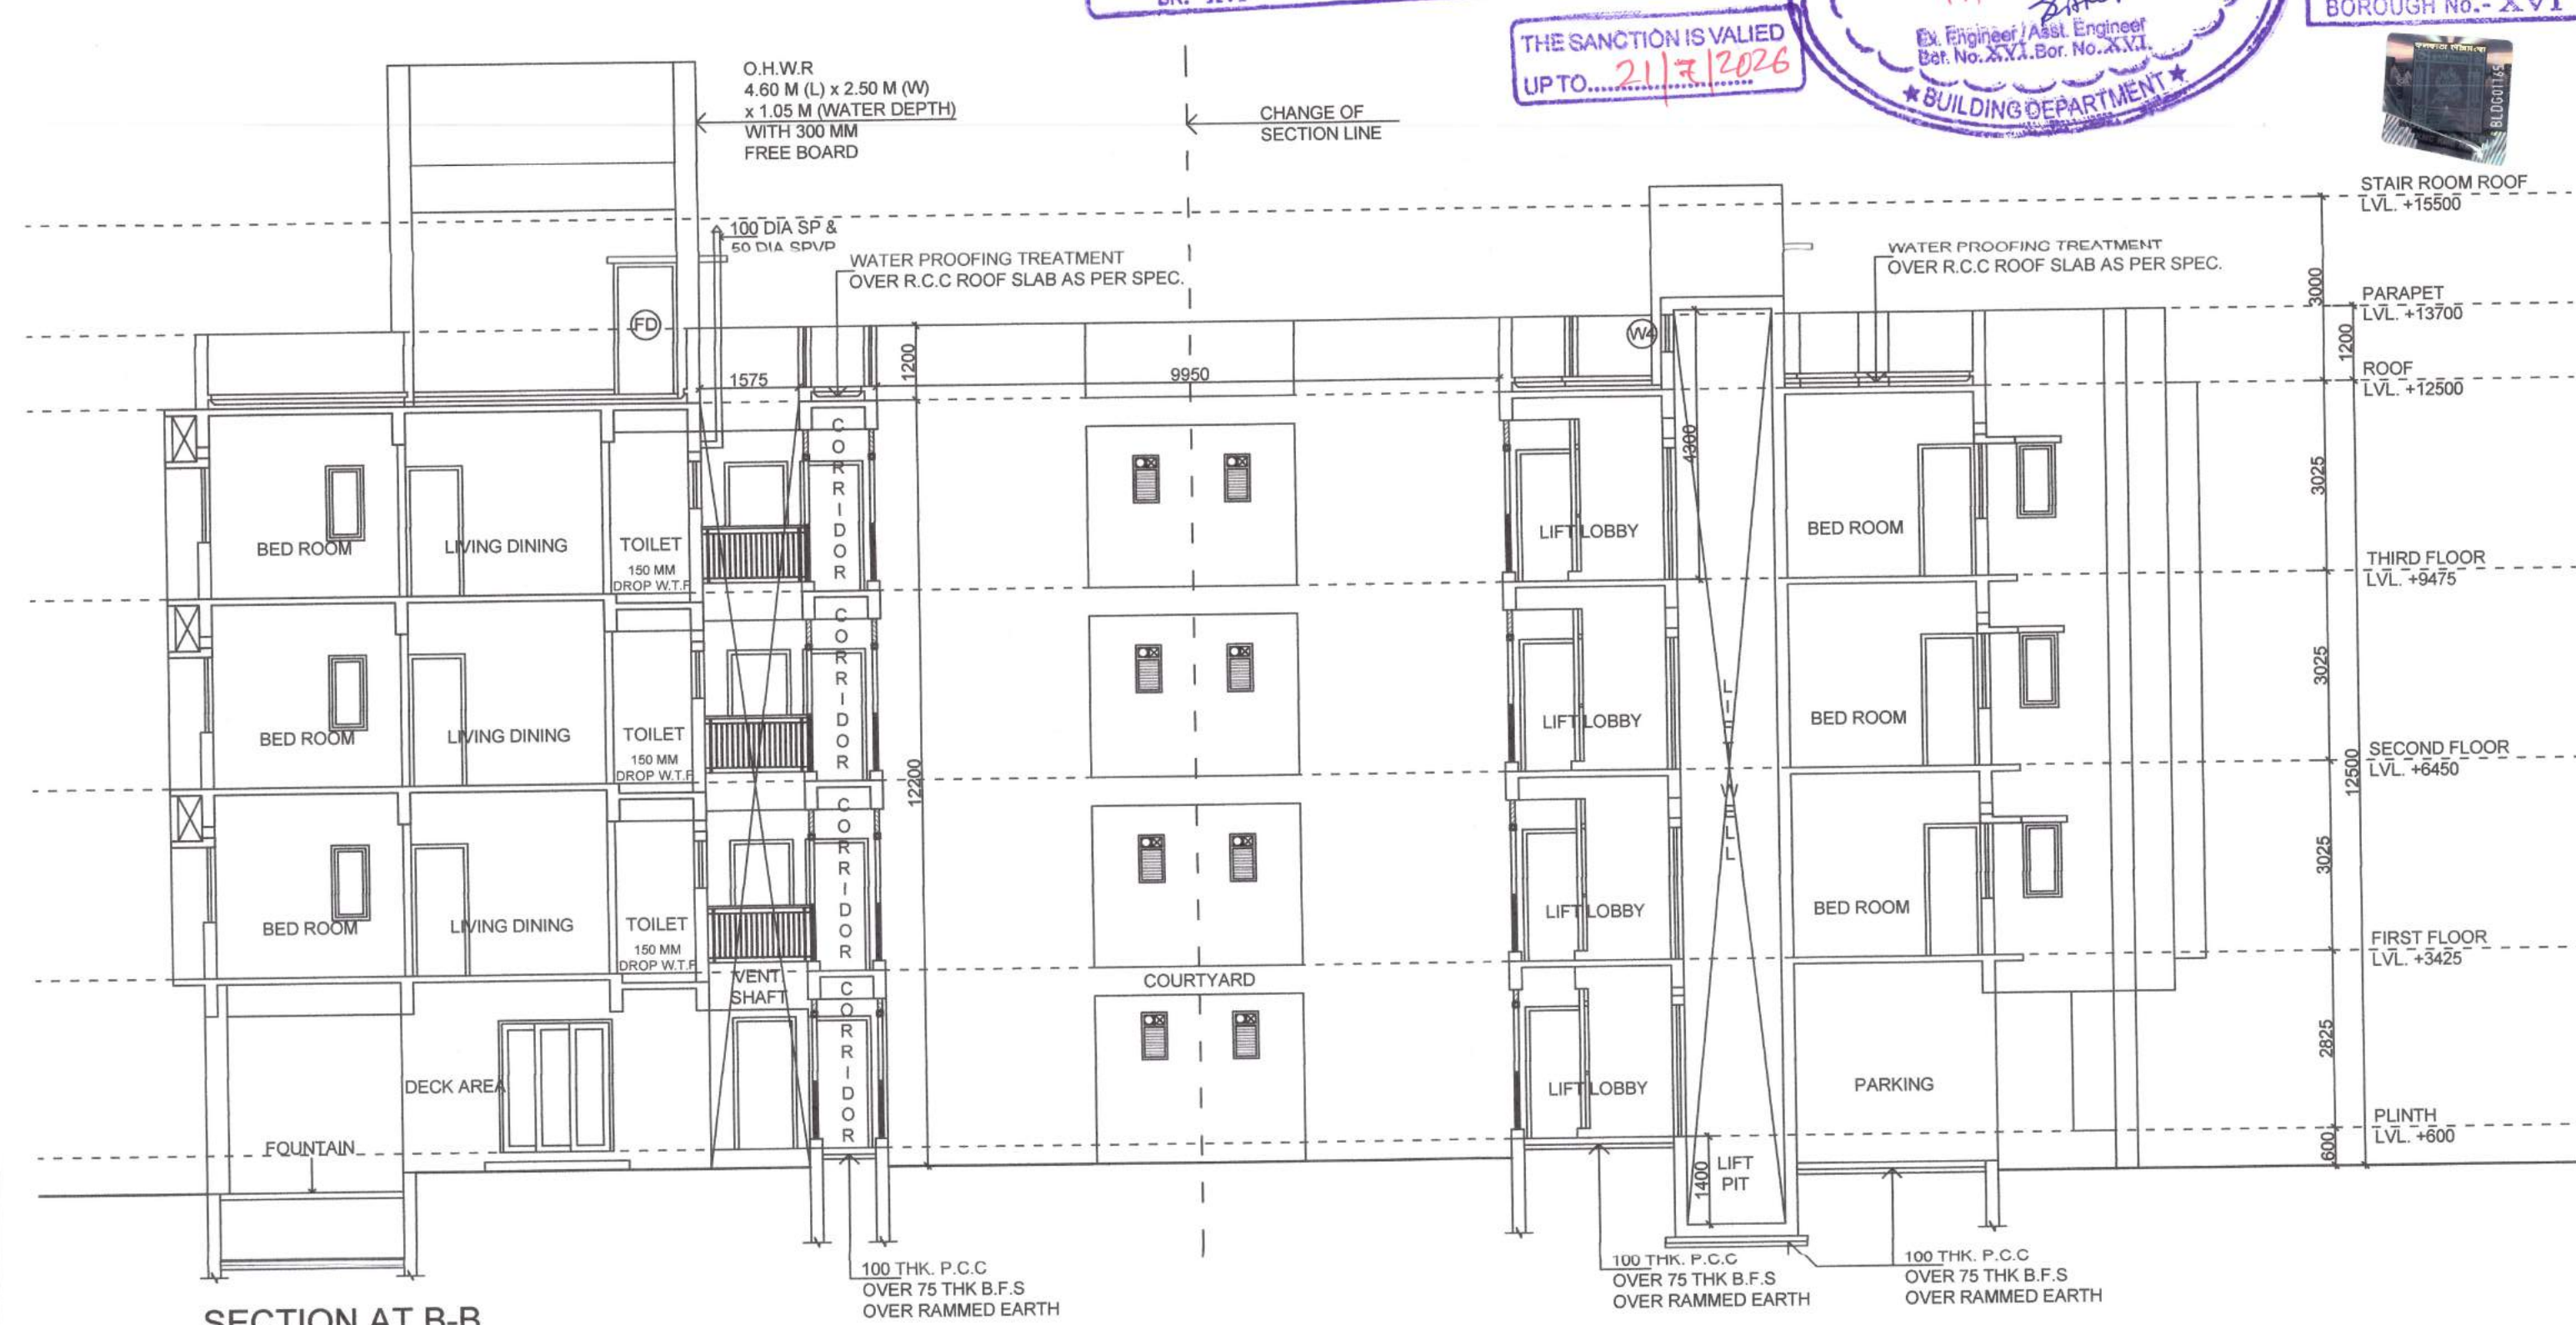 THE SANCTION IS VALIED
UP TO 21/7/2026
Ex. Engineer / Asst. Engineer
Bor. No. XVI. Bor. No. XVI.
★ BUILDING DEPARTMENT ★
BOROUGH No.- XVI
BLDG01165
O.H.W.R
4.60 M (L) x 2.50 M (W)
x 1.05 M (WATER DEPTH)
WITH 300 MM
FREE BOARD
CHANGE OF
SECTION LINE
100 DIA SP &
50 DIA SPVP
WATER PROOFING TREATMENT
OVER R.C.C ROOF SLAB AS PER SPEC.
WATER PROOFING TREATMENT
OVER R.C.C ROOF SLAB AS PER SPEC.
STAIR ROOM ROOF
LVL. +15500
3000
PARAPET
LVL. +13700
1200
ROOF
LVL. +12500
FD
W4
1575
1200
9950
4300
BED ROOM
LIVING DINING
TOILET
150 MM
DROP W.T.F
CORRIDOR
LIFT LOBBY
BED ROOM
3025
THIRD FLOOR
LVL. +9475
BED ROOM
LIVING DINING
TOILET
150 MM
DROP W.T.F
CORRIDOR
12200
LIFT LOBBY
LIFT WELL
BED ROOM
3025
12500
SECOND FLOOR
LVL. +6450
BED ROOM
LIVING DINING
TOILET
150 MM
DROP W.T.F
CORRIDOR
LIFT LOBBY
BED ROOM
3025
FIRST FLOOR
LVL. +3425
VENT
SHAFT
CORRIDOR
COURTYARD
DECK AREA
LIFT LOBBY
PARKING
2825
PLINTH
LVL. +600
600
FOUNTAIN
1400
LIFT
PIT
100 THK. P.C.C
OVER 75 THK B.F.S
OVER RAMMED EARTH
100 THK. P.C.C
OVER 75 THK B.F.S
OVER RAMMED EARTH
100 THK. P.C.C
OVER 75 THK B.F.S
OVER RAMMED EARTH
SECTION AT B-B